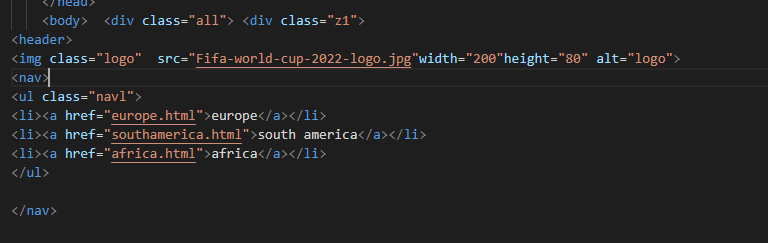 </head>
<body>  <div class="all"> <div class="z1">
<header>
<img class="logo"  src="Fifa-world-cup-2022-logo.jpg"width="200"height="80" alt="logo">
<nav>
<ul class="navl">
<li><a href="europe.html">europe</a></li>
<li><a href="southamerica.html">south america</a></li>
<li><a href="africa.html">africa</a></li>
</ul>

</nav>